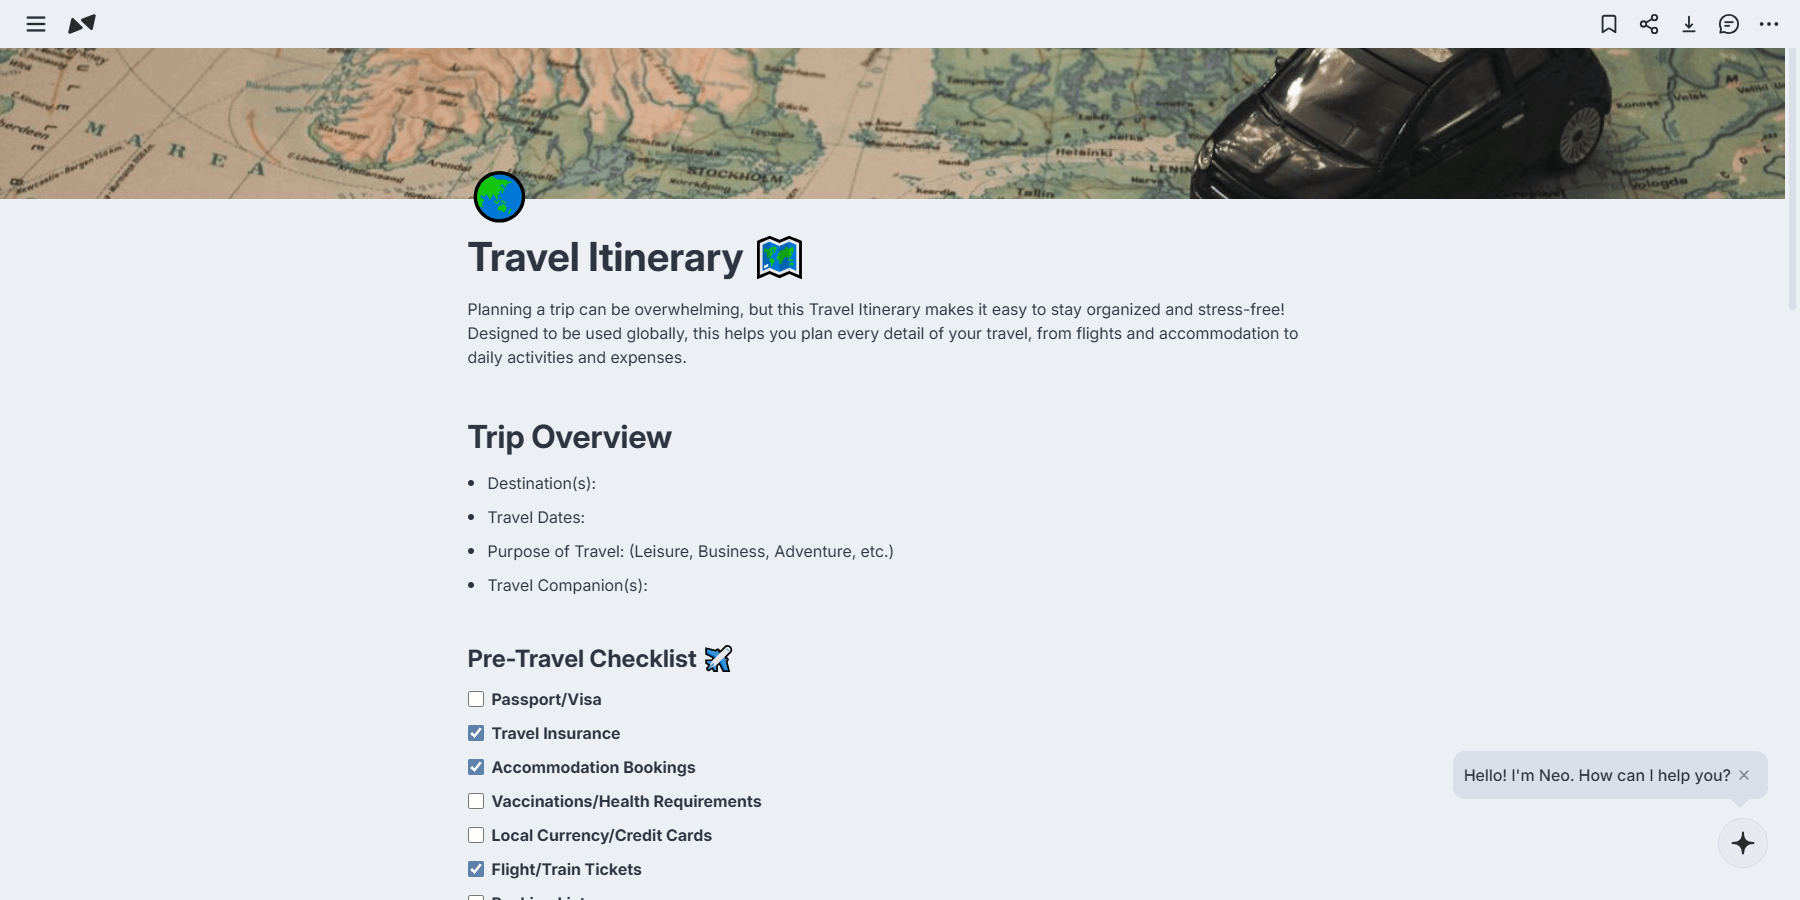 MAREA
STOCKHOLM
Helsinki
Tallinn
Travel Itinerary
Planning a trip can be overwhelming, but this Travel Itinerary makes it easy to stay organized and stress-free!
Designed to be used globally, this helps you plan every detail of your travel, from flights and accommodation to
daily activities and expenses.
Trip Overview
• Destination(s):
• Travel Dates:
• Purpose of Travel: (Leisure, Business, Adventure, etc.)
• Travel Companion(s):
Pre-Travel Checklist
Passport/Visa
Travel Insurance
Accommodation Bookings
Vaccinations/Health Requirements
Local Currency/Credit Cards
Flight/Train Tickets
Hello! I'm Neo. How can I help you?